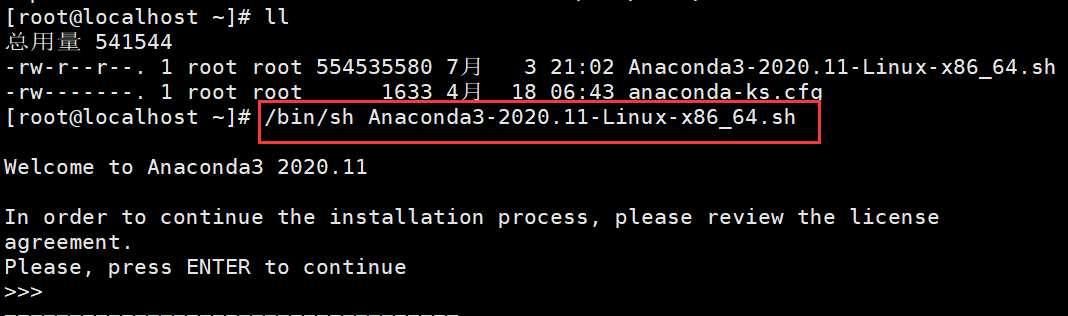 [root@localhost ~]# ll
总用量 541544
-rw-r--r--. 1 root root 554535580 7月   3 21:02 Anaconda3-2020.11-Linux-x86_64.sh
-rw-------. 1 root root      1633 4月  18 06:43 anaconda-ks.cfg
[root@localhost ~]# /bin/sh Anaconda3-2020.11-Linux-x86_64.sh
Welcome to Anaconda3 2020.11
In order to continue the installation process, please review the license
agreement.
Please, press ENTER to continue
>>>